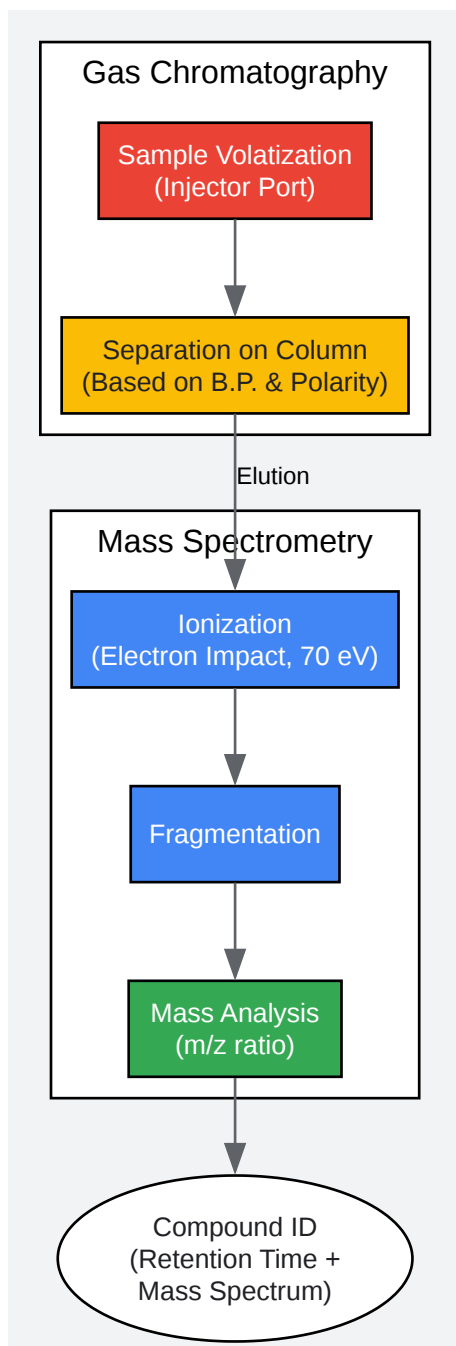 Gas Chromatography
Sample Volatization
(Injector Port)
Separation on Column
(Based on B.P. & Polarity)
Elution
Mass Spectrometry
Ionization
(Electron Impact, 70 eV)
Fragmentation
Mass Analysis
(m/z ratio)
Compound ID
(Retention Time +
Mass Spectrum)